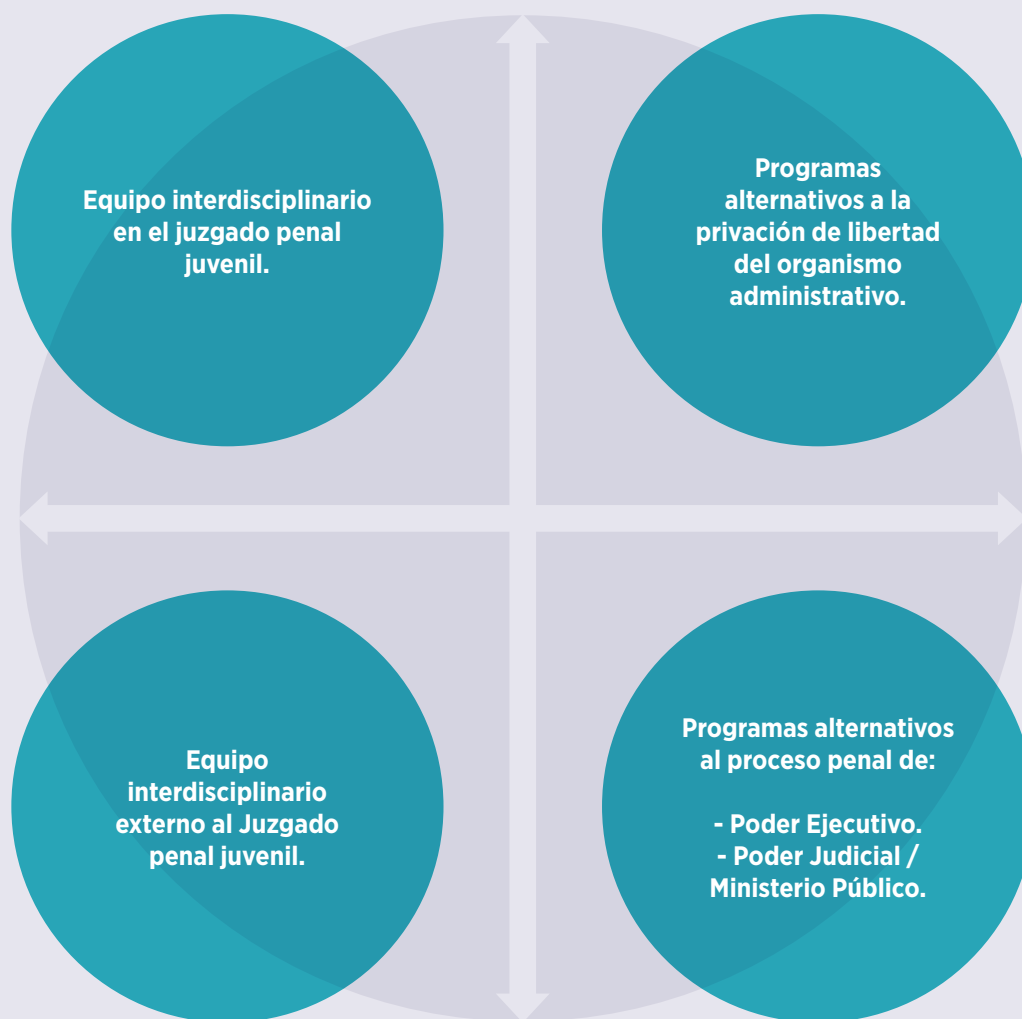 Equipo interdisciplinario
en el juzgado penal
juvenil.
Programas
alternativos a la
privación de libertad
del organismo
administrativo.
Equipo
interdisciplinario
externo al Juzgado
penal juvenil.
Programas alternativos
al proceso penal de:
- Poder Ejecutivo.
- Poder Judicial /
Ministerio Público.